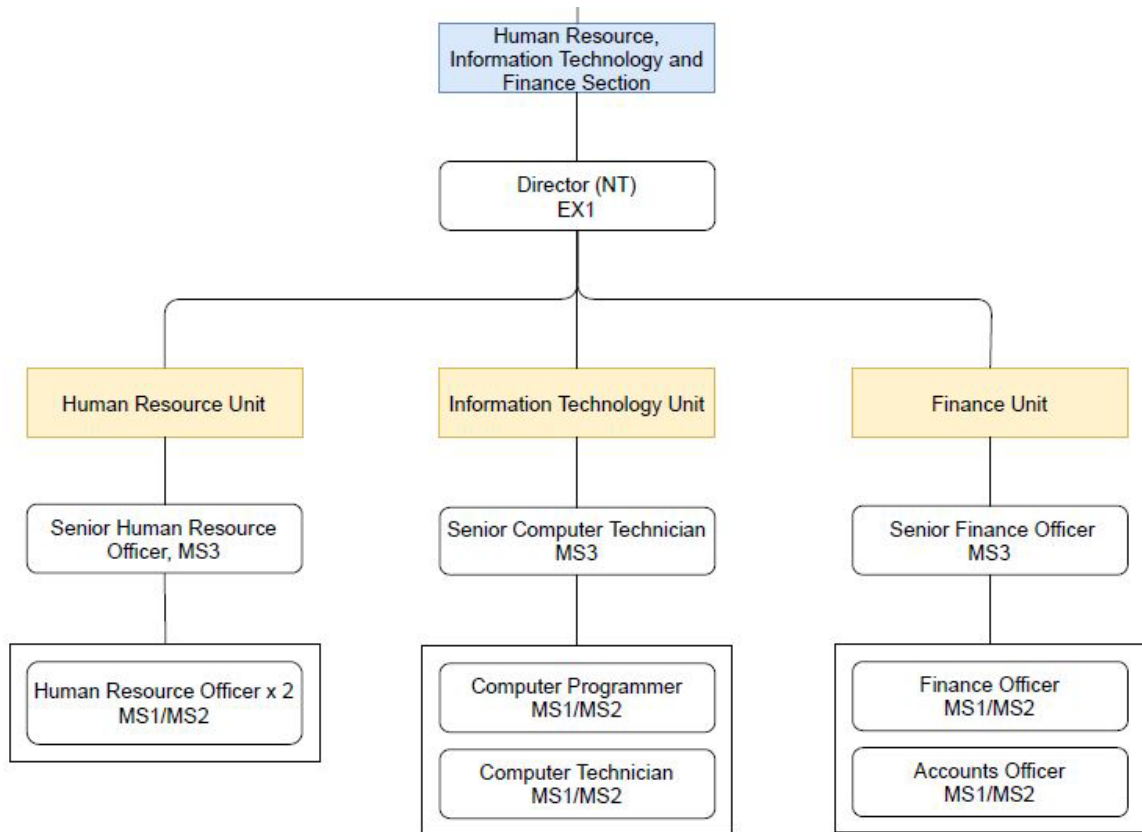 Human Resource,
Information Technology and
Finance Section
Director (NT)
EX1
Human Resource Unit
Information Technology Unit
Finance Unit
Senior Human Resource
Officer, MS3
Senior Computer Technician
MS3
Senior Finance Officer
MS3
Human Resource Officer x 2
MS1/MS2
Computer Programmer
MS1/MS2
Computer Technician
MS1/MS2
Finance Officer
MS1/MS2
Accounts Officer
MS1/MS2